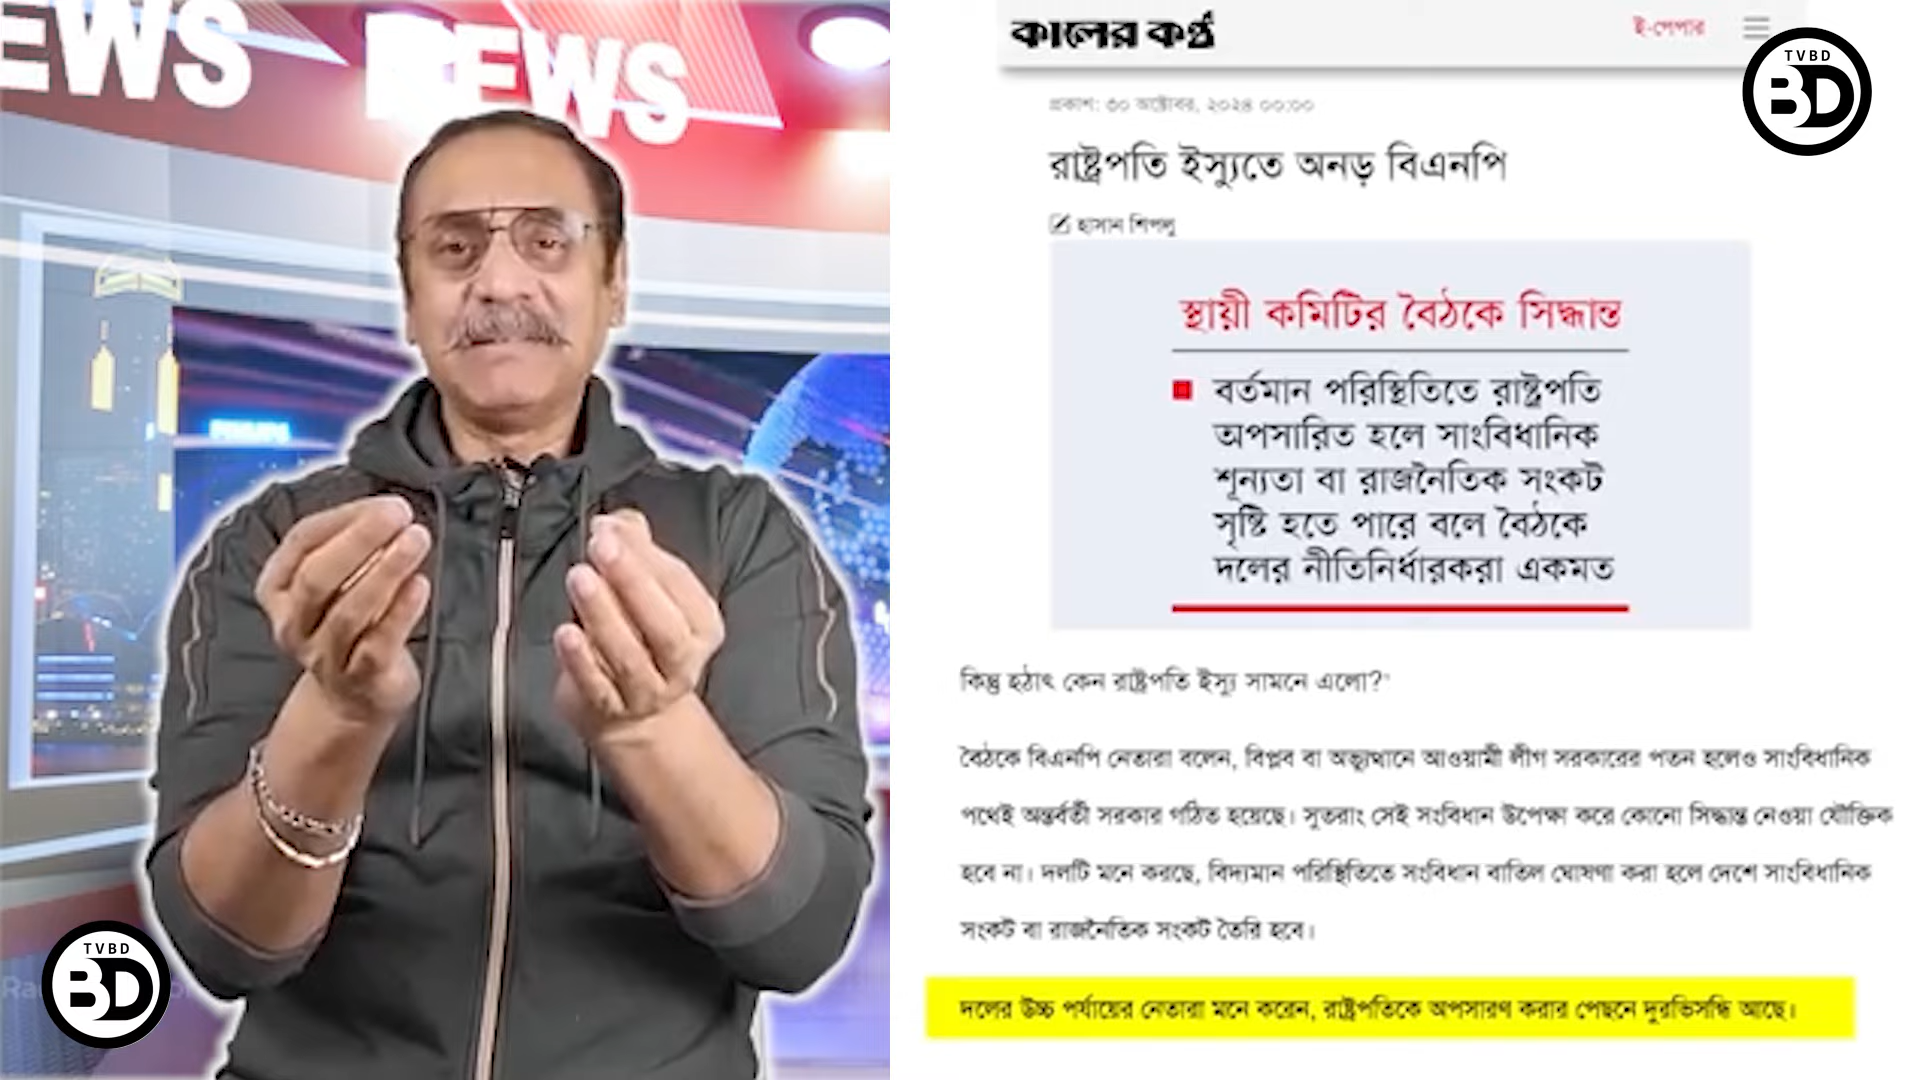 EWS
NEWS
TVBD
BD
কালের কণ্ঠ
ই-পেপার
TVBD
BD
প্রকাশ: ৩০ অক্টোবর, ২০২৪ ০০:০০
রাষ্ট্রপতি ইস্যুতে অনড় বিএনপি
হাসান শিপলু
স্থায়ী কমিটির বৈঠকে সিদ্ধান্ত
বর্তমান পরিস্থিতিতে রাষ্ট্রপতি
অপসারিত হলে সাংবিধানিক
শূন্যতা বা রাজনৈতিক সংকট
সৃষ্টি হতে পারে বলে বৈঠকে
দলের নীতিনির্ধারকরা একমত
কিন্তু হঠাৎ কেন রাষ্ট্রপতি ইস্যু সামনে এলো?'
বৈঠকে বিএনপি নেতারা বলেন, বিপ্লব বা অভ্যুত্থানে আওয়ামী লীগ সরকারের পতন হলেও সাংবিধানিক
পথেই অন্তর্বর্তী সরকার গঠিত হয়েছে। সুতরাং সেই সংবিধান উপেক্ষা করে কোনো সিদ্ধান্ত নেওয়া যৌক্তিক
হবে না। দলটি মনে করছে, বিদ্যমান পরিস্থিতিতে সংবিধান বাতিল ঘোষণা করা হলে দেশে সাংবিধানিক
সংকট বা রাজনৈতিক সংকট তৈরি হবে।
দলের উচ্চ পর্যায়ের নেতারা মনে করেন, রাষ্ট্রপতিকে অপসারণ করার পেছনে দুরভিসন্ধি আছে।